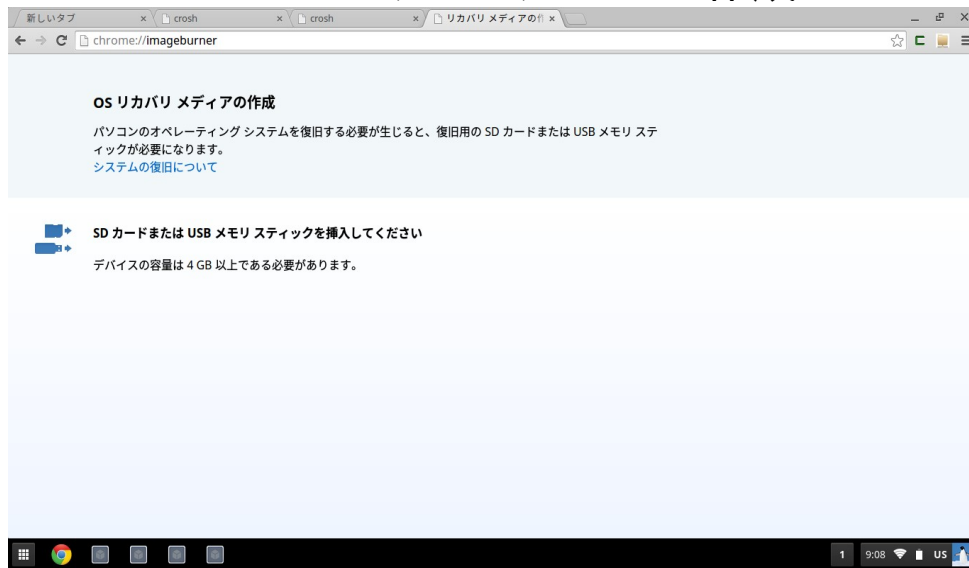 新しいタブ
crosh
crosh
リカバリ メディアの作
chrome://imageburner
OS リカバリ メディアの作成
パソコンのオペレーティング システムを復旧する必要が生じると、復旧用の SD カードまたは USB メモリ ステ
ィックが必要になります。
システムの復旧について
SD カードまたは USB メモリ スティックを挿入してください
デバイスの容量は 4 GB 以上である必要があります。
1 9:08 US